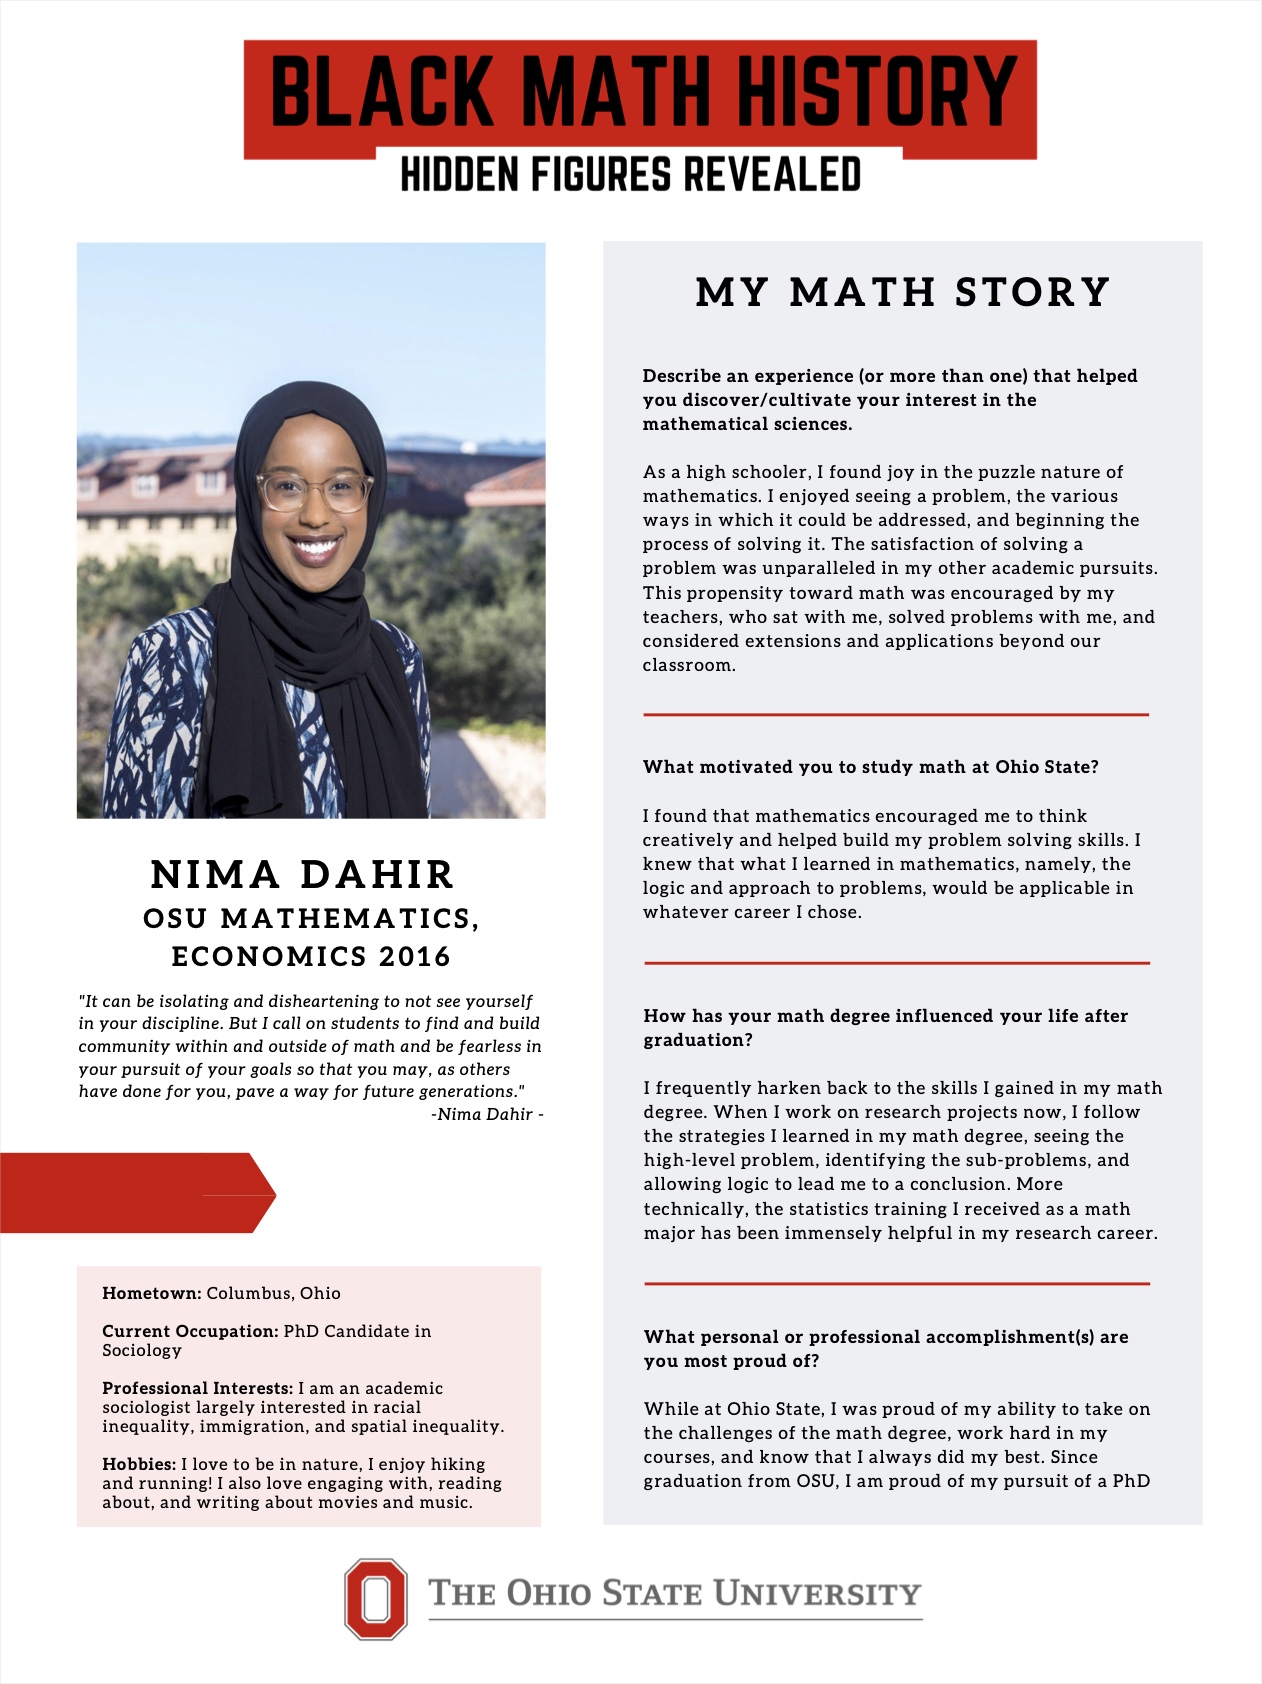 BLACK MATH HISTORY
HIDDEN FIGURES REVEALED
NIMA DAHIR
OSU MATHEMATICS,
ECONOMICS 2016
"It can be isolating and disheartening to not see yourself
in your discipline. But I call on students to find and build
community within and outside of math and be fearless in
your pursuit of your goals so that you may, as others
have done for you, pave a way for future generations."
-Nima Dahir -
Hometown: Columbus, Ohio
Current Occupation: PhD Candidate in
Sociology
Professional Interests: I am an academic
sociologist largely interested in racial
inequality, immigration, and spatial inequality.
Hobbies: I love to be in nature, I enjoy hiking
and running! I also love engaging with, reading
about, and writing about movies and music.
MY MATH STORY
Describe an experience (or more than one) that helped
you discover/cultivate your interest in the
mathematical sciences.
As a high schooler, I found joy in the puzzle nature of
mathematics. I enjoyed seeing a problem, the various
ways in which it could be addressed, and beginning the
process of solving it. The satisfaction of solving a
problem was unparalleled in my other academic pursuits.
This propensity toward math was encouraged by my
teachers, who sat with me, solved problems with me, and
considered extensions and applications beyond our
classroom.
What motivated you to study math at Ohio State?
I found that mathematics encouraged me to think
creatively and helped build my problem solving skills. I
knew that what I learned in mathematics, namely, the
logic and approach to problems, would be applicable in
whatever career I chose.
How has your math degree influenced your life after
graduation?
I frequently harken back to the skills I gained in my math
degree. When I work on research projects now, I follow
the strategies I learned in my math degree, seeing the
high-level problem, identifying the sub-problems, and
allowing logic to lead me to a conclusion. More
technically, the statistics training I received as a math
major has been immensely helpful in my research career.
What personal or professional accomplishment(s) are
you most proud of?
While at Ohio State, I was proud of my ability to take on
the challenges of the math degree, work hard in my
courses, and know that I always did my best. Since
graduation from OSU, I am proud of my pursuit of a PhD
THE OHIO STATE UNIVERSITY